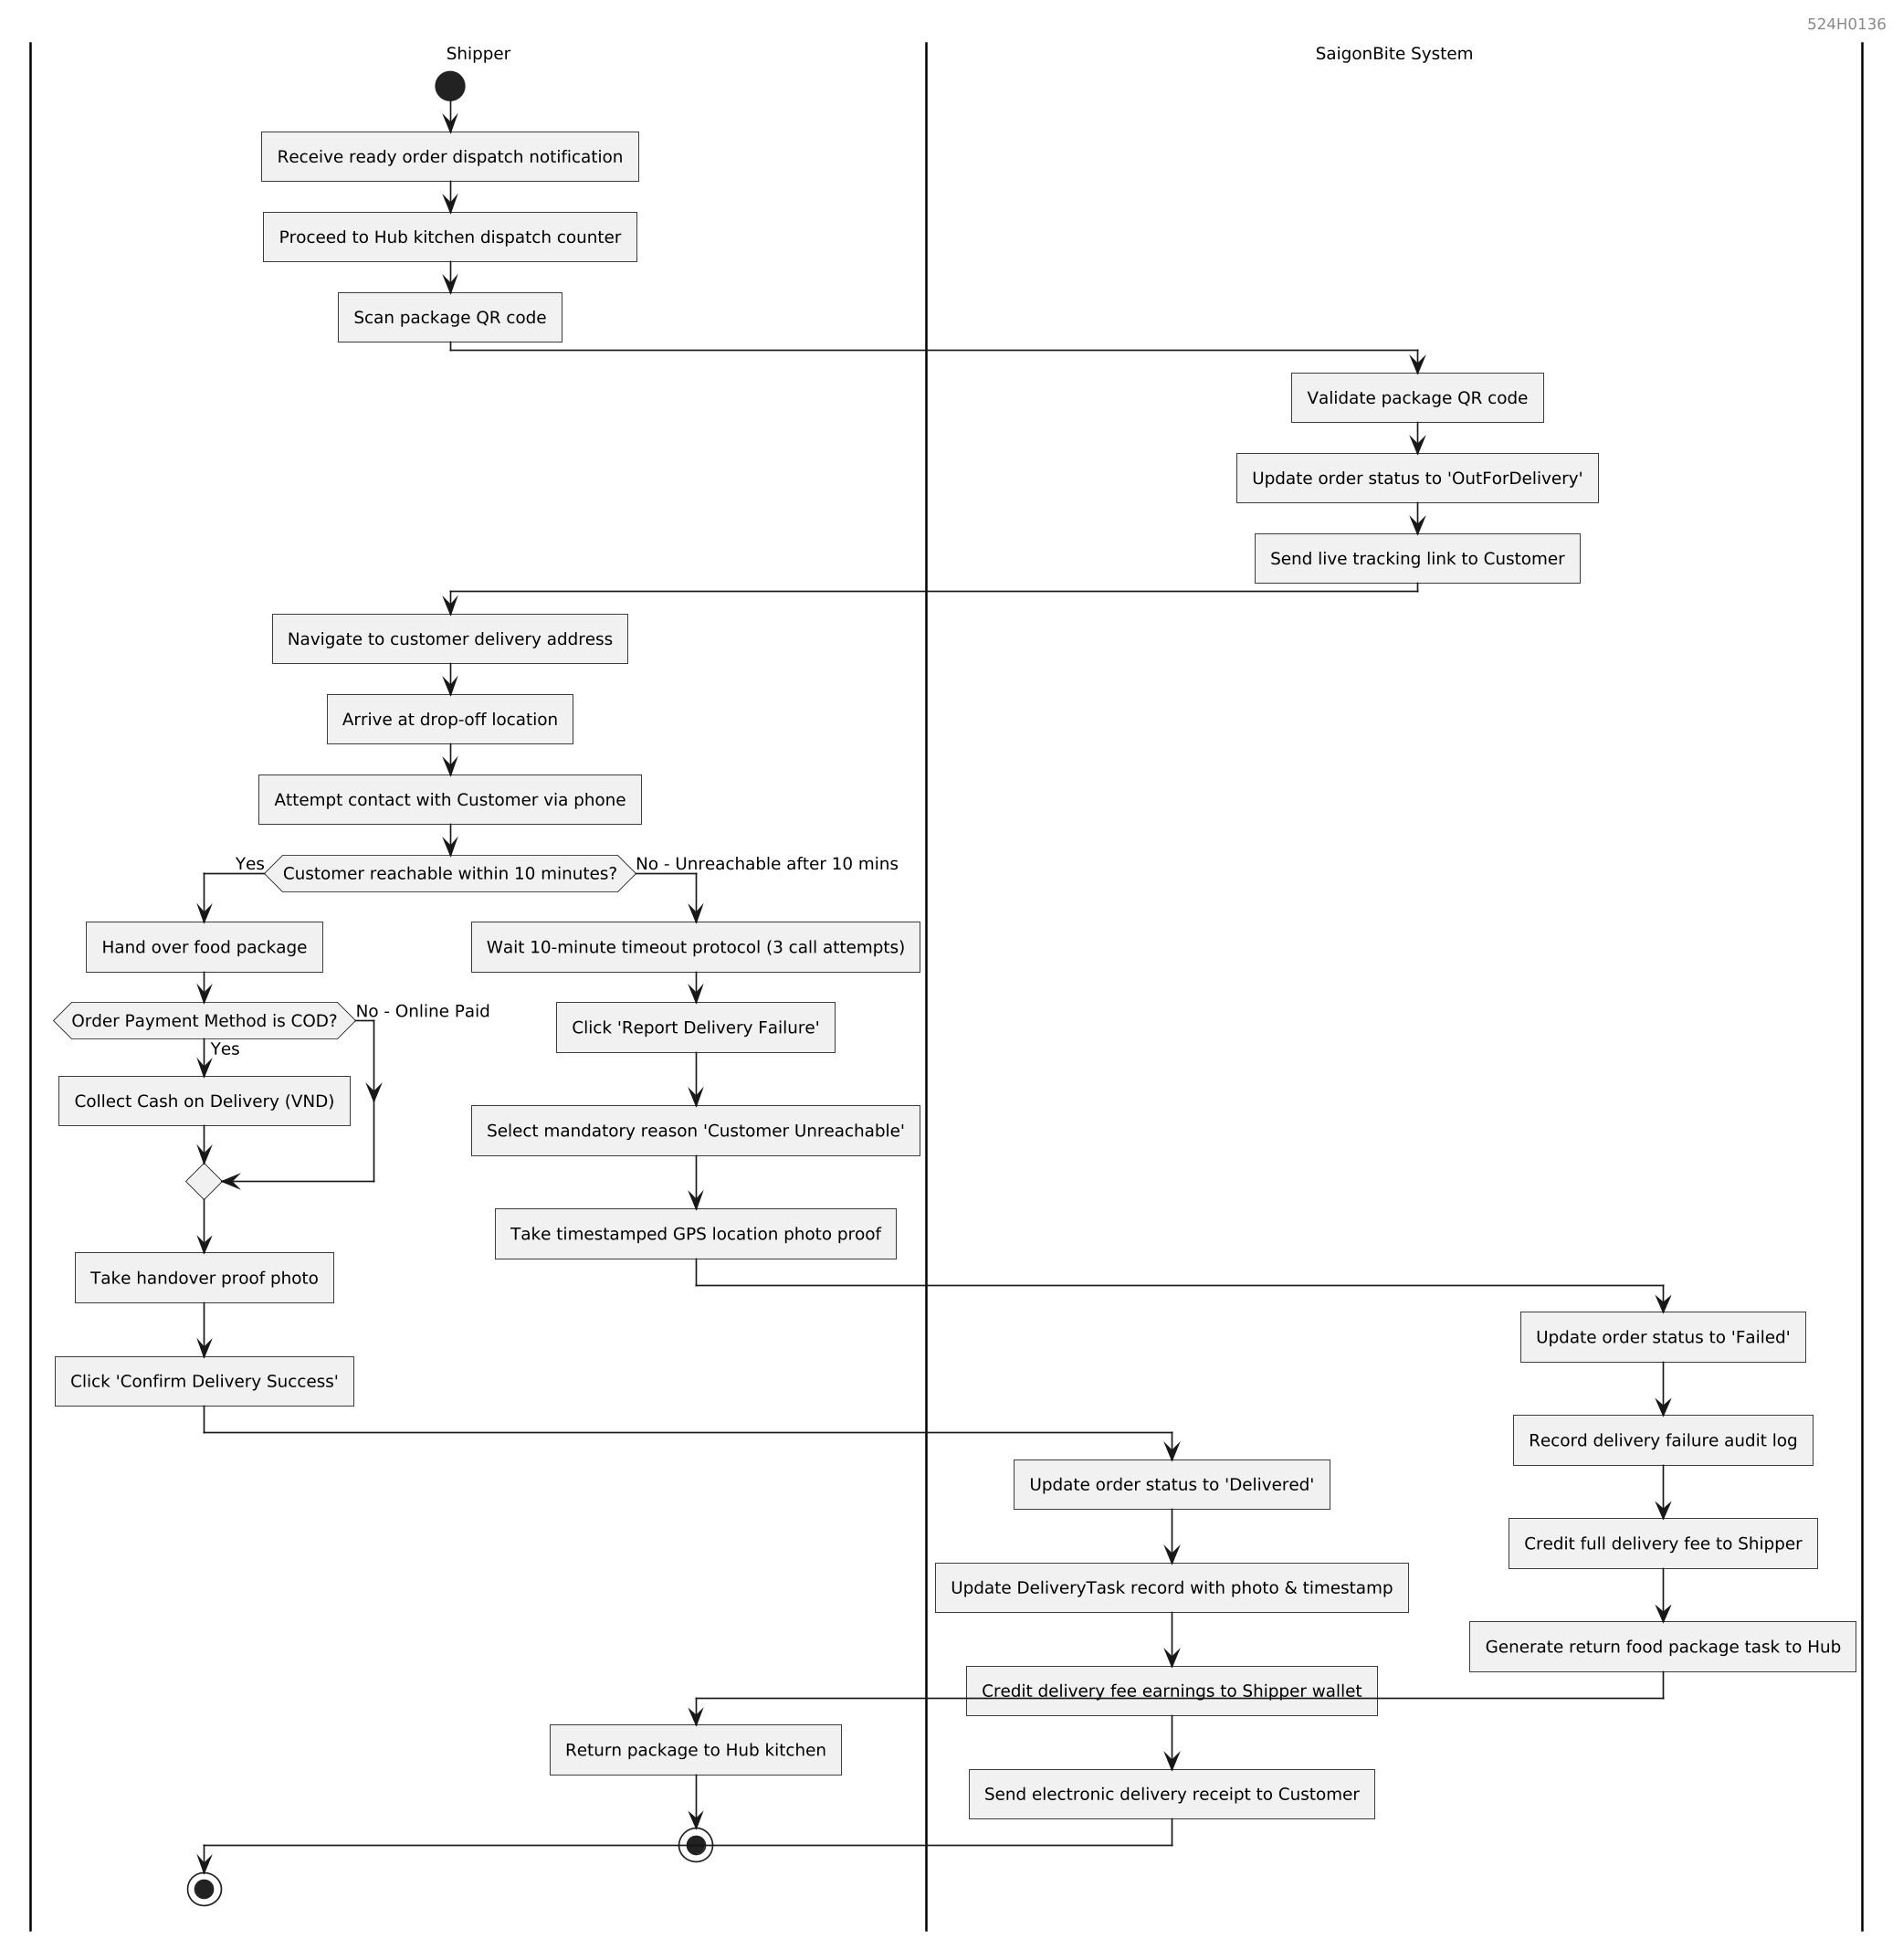 524H0136
Shipper
SaigonBite System
Receive ready order dispatch notification
Proceed to Hub kitchen dispatch counter
Scan package QR code
Validate package QR code
Update order status to 'OutForDelivery'
Send live tracking link to Customer
Navigate to customer delivery address
Arrive at drop-off location
Attempt contact with Customer via phone
Yes
Customer reachable within 10 minutes?
No - Unreachable after 10 mins
Hand over food package
Wait 10-minute timeout protocol (3 call attempts)
Order Payment Method is COD?
No - Online Paid
Yes
Click 'Report Delivery Failure'
Collect Cash on Delivery (VND)
Select mandatory reason 'Customer Unreachable'
Take timestamped GPS location photo proof
Take handover proof photo
Update order status to 'Failed'
Click 'Confirm Delivery Success'
Record delivery failure audit log
Update order status to 'Delivered'
Credit full delivery fee to Shipper
Update DeliveryTask record with photo & timestamp
Generate return food package task to Hub
Credit delivery fee earnings to Shipper wallet
Return package to Hub kitchen
Send electronic delivery receipt to Customer